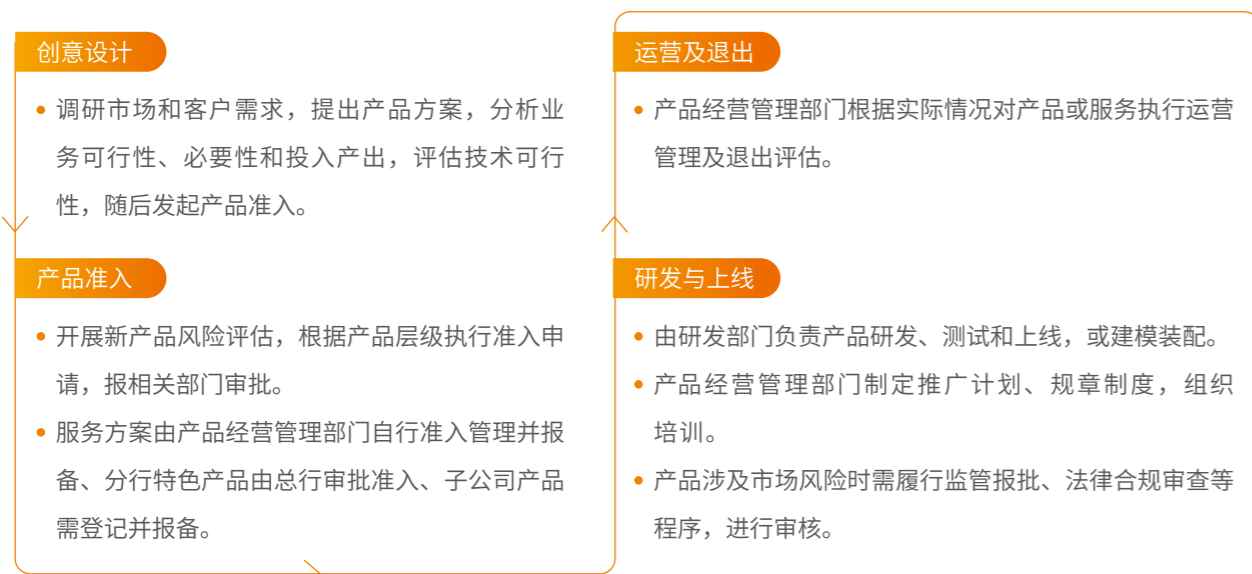 创意设计
调研市场和客户需求，提出产品方案，分析业
务可行性、必要性和投入产出，评估技术可行
性，随后发起产品准入。
产品准入
开展新产品风险评估，根据产品层级执行准入申
请，报相关部门审批。
服务方案由产品经营管理部门自行准入管理并报
备、分行特色产品由总行审批准入、子公司产品
需登记并报备。
研发与上线
由研发部门负责产品研发、测试和上线，或建模装配。
产品经营管理部门制定推广计划、规章制度，组织
培训。
产品涉及市场风险时需履行监管报批、法律合规审查等
程序，进行审核。
运营及退出
产品经营管理部门根据实际情况对产品或服务执行运营
管理及退出评估。